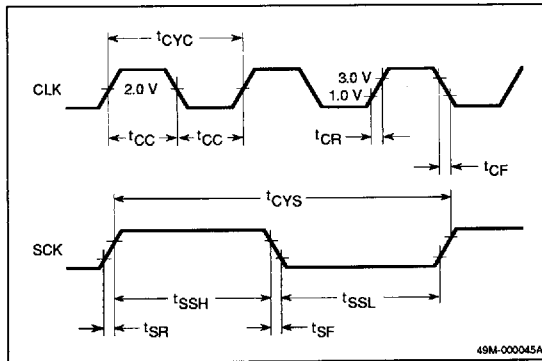 tCYC
CLK
2.0 V
3.0 V
1.0 V
tCC
tCC
tCR
tCF
tCYS
SCK
tSSH
tSSL
tSR
tSF
49M-000045A